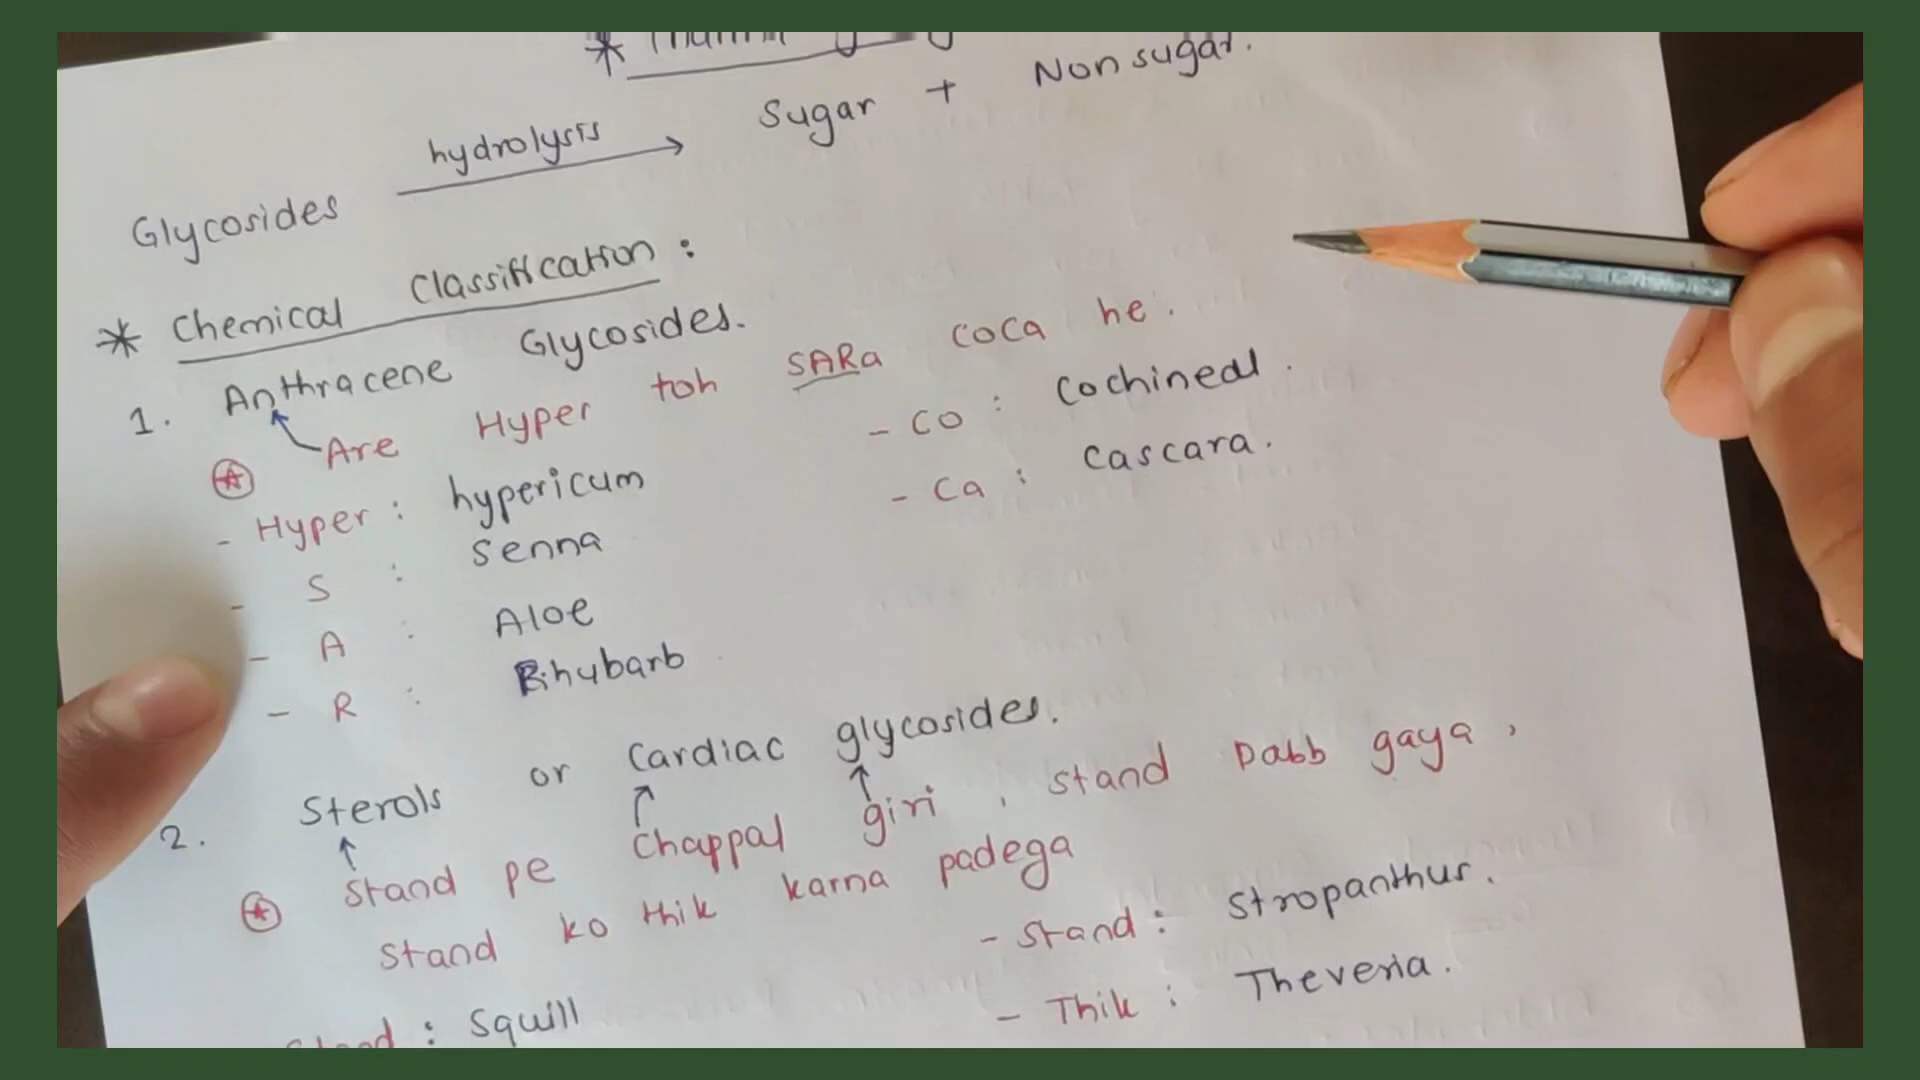 *
Glycosides hydrolysis → Sugar + Non sugar.
* Chemical Classification :
1. Anthracene Glycosides.
Are Hyper toh SARa COCa he.
- Hyper : hypericum
- S : Senna
- A : Aloe
- R : Rhubarb
- CO : Cochineal.
- Ca : Cascara.
2. Sterols or Cardiac glycosides.
Stand pe Chappal giri, stand Dabb gaya,
Stand ko thik karna padega
Stand : Squill
- Stand : Stropanthus.
- Thik : Theveria.